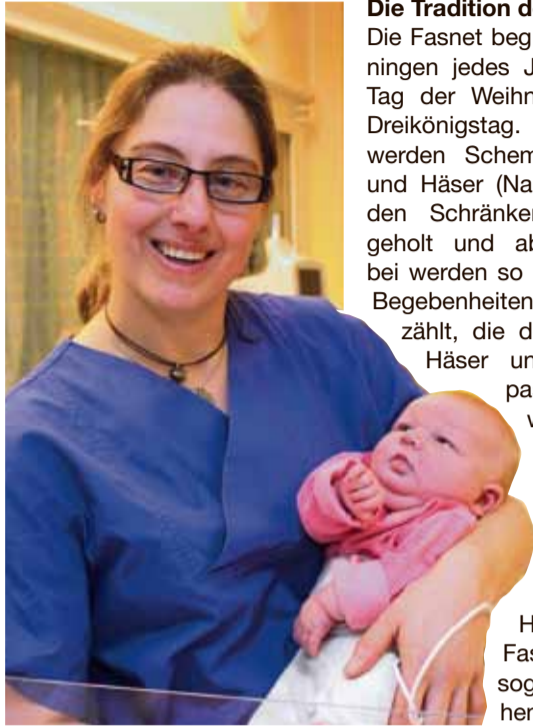 Die Tradition d
Die Fasnet beg
ningen jedes J
Tag der Weihn
Dreikönigstag.
werden Schem
und Häser (Na
den Schränke
geholt und ab
bei werden so
Begebenheiten
zählt, die d
Häser un
pa
H
Fas
sog
her